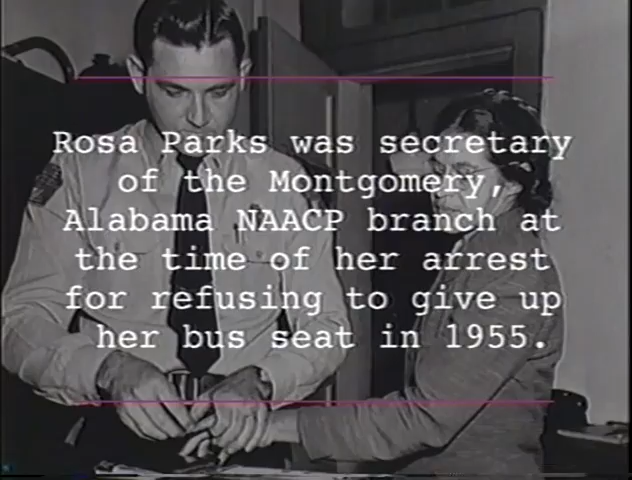 Rosa Parks was secretary
of the Montgomery,
Alabama NAACP branch at
the time of her arrest
for refusing to give up
her bus seat in 1955.